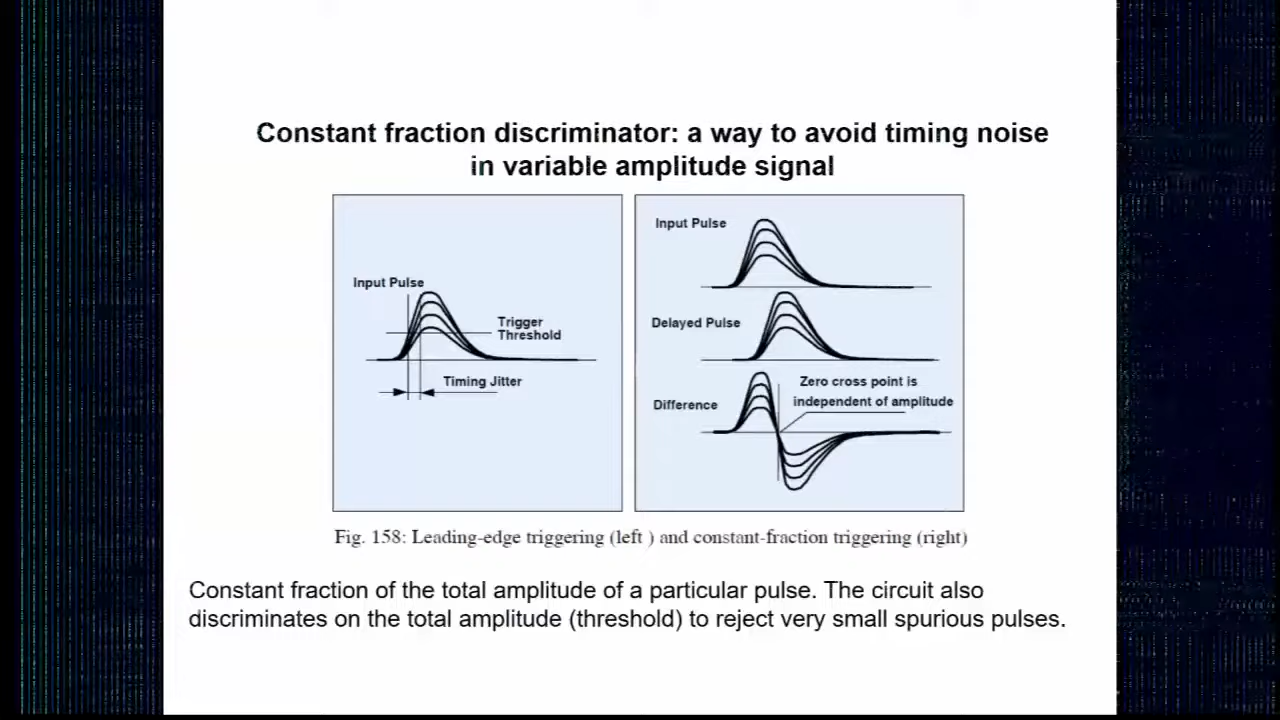 Constant fraction discriminator: a way to avoid timing noise
in variable amplitude signal
Input Pulse
Trigger
Threshold
Timing Jitter
Input Pulse
Delayed Pulse
Zero cross point is
independent of amplitude
Difference
Fig. 158: Leading-edge triggering (left ) and constant-fraction triggering (right)
Constant fraction of the total amplitude of a particular pulse. The circuit also
discriminates on the total amplitude (threshold) to reject very small spurious pulses.